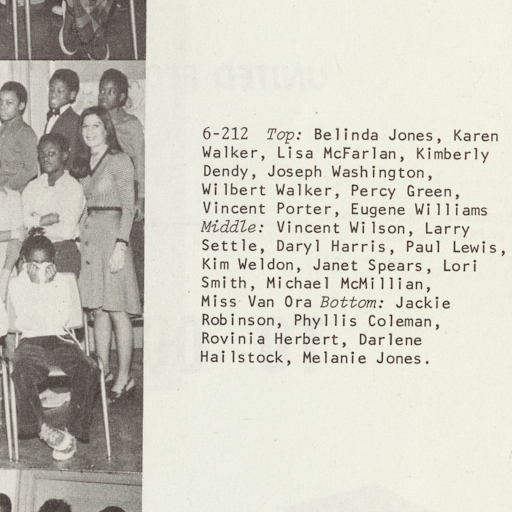 6-212 Top: Belinda Jones, Karen
Walker, Lisa McFarlan, Kimberly
Dendy, Joseph Washington,
Wilbert Walker, Percy Green,
Vincent Porter, Eugene Williams
Middle: Vincent Wilson, Larry
Settle, Daryl Harris, Paul Lewis,
Kim Weldon, Janet Spears, Lori
Smith, Michael McMillian,
Miss Van Ora Bottom: Jackie
Robinson, Phyllis Coleman,
Rovinia Herbert, Darlene
Hailstock, Melanie Jones.